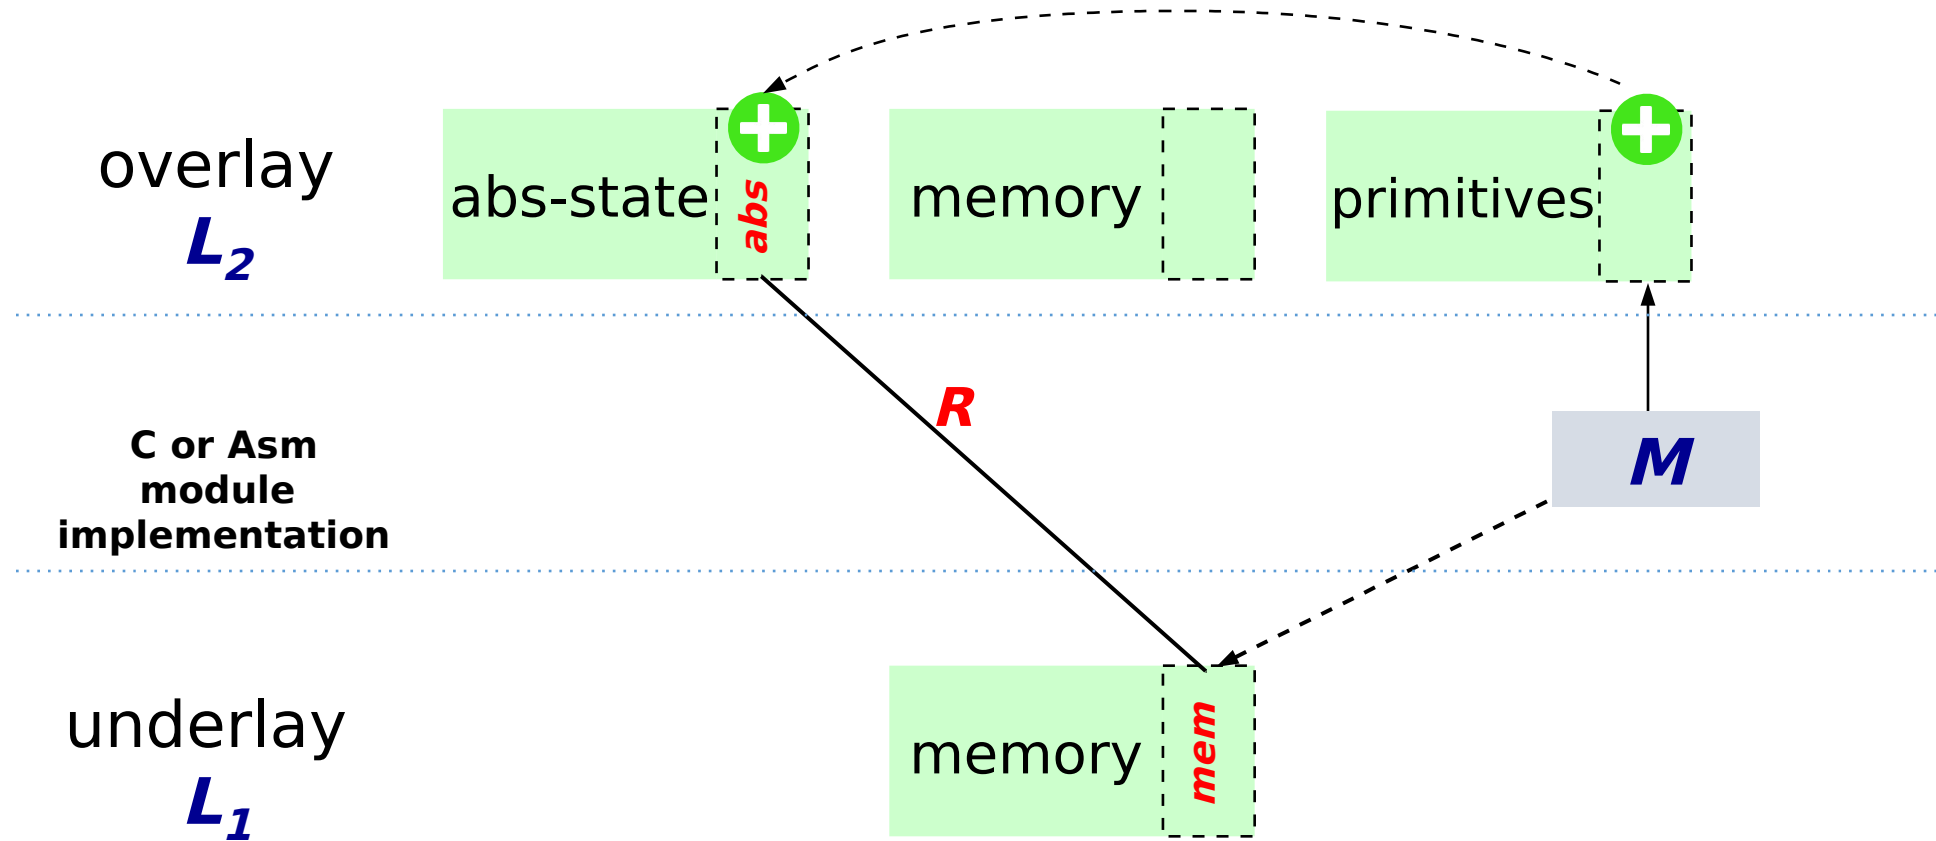 overlay
L2
abs-state
abs
memory
primitives
R
C or Asm
module
implementation
M
underlay
L1
memory
mem